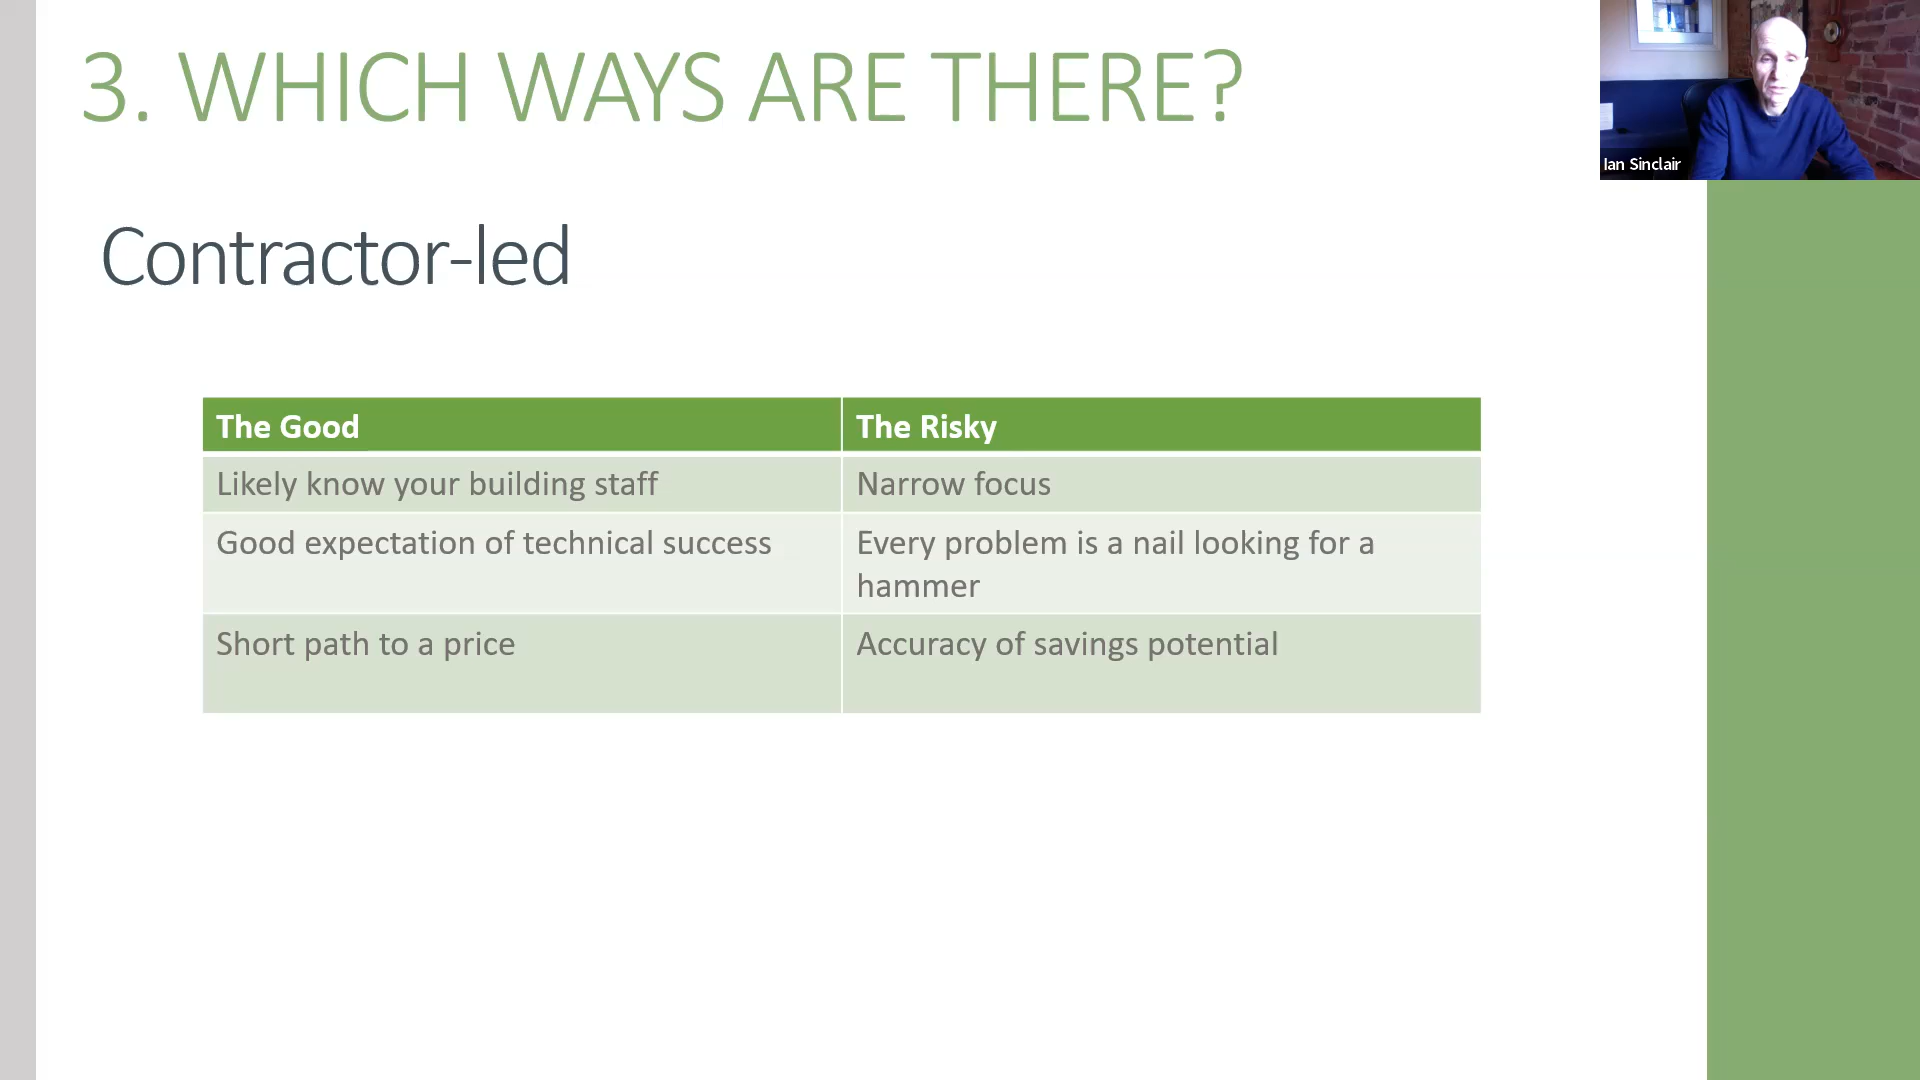 3. WHICH WAYS ARE THERE?
Ian Sinclair
Contractor-led
The Good
The Risky
Likely know your building staff
Narrow focus
Good expectation of technical success
Every problem is a nail looking for a
hammer
Short path to a price
Accuracy of savings potential